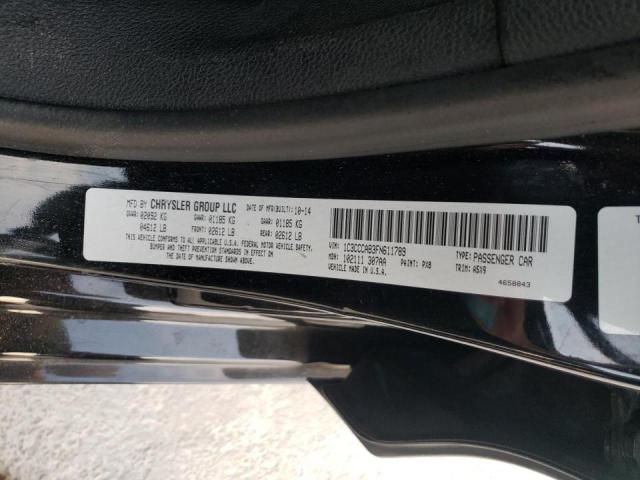 MFD BY CHRYSLER GROUP LLC DATE OF MFR(BUILT): 10-14
GVWR: 02092 KG GAWR: 01185 KG GAWR: 01185 KG
04612 LB FRONT: 02612 LB REAR: 02612 LB
THIS VEHICLE CONFORMS TO ALL APPLICABLE U.S.A. FEDERAL MOTOR VEHICLE SAFETY,
BUMPER AND THEFT PREVENTION STANDARDS IN EFFECT ON
THE DATE OF MANUFACTURE SHOWN ABOVE.
VIN: 1C3CCCAB3FN611789 TYPE: PASSENGER CAR
MDH: 102111 307AA PAINT: PX8 TRIM: A5X9
VEHICLE MADE IN U.S.A.
4658843